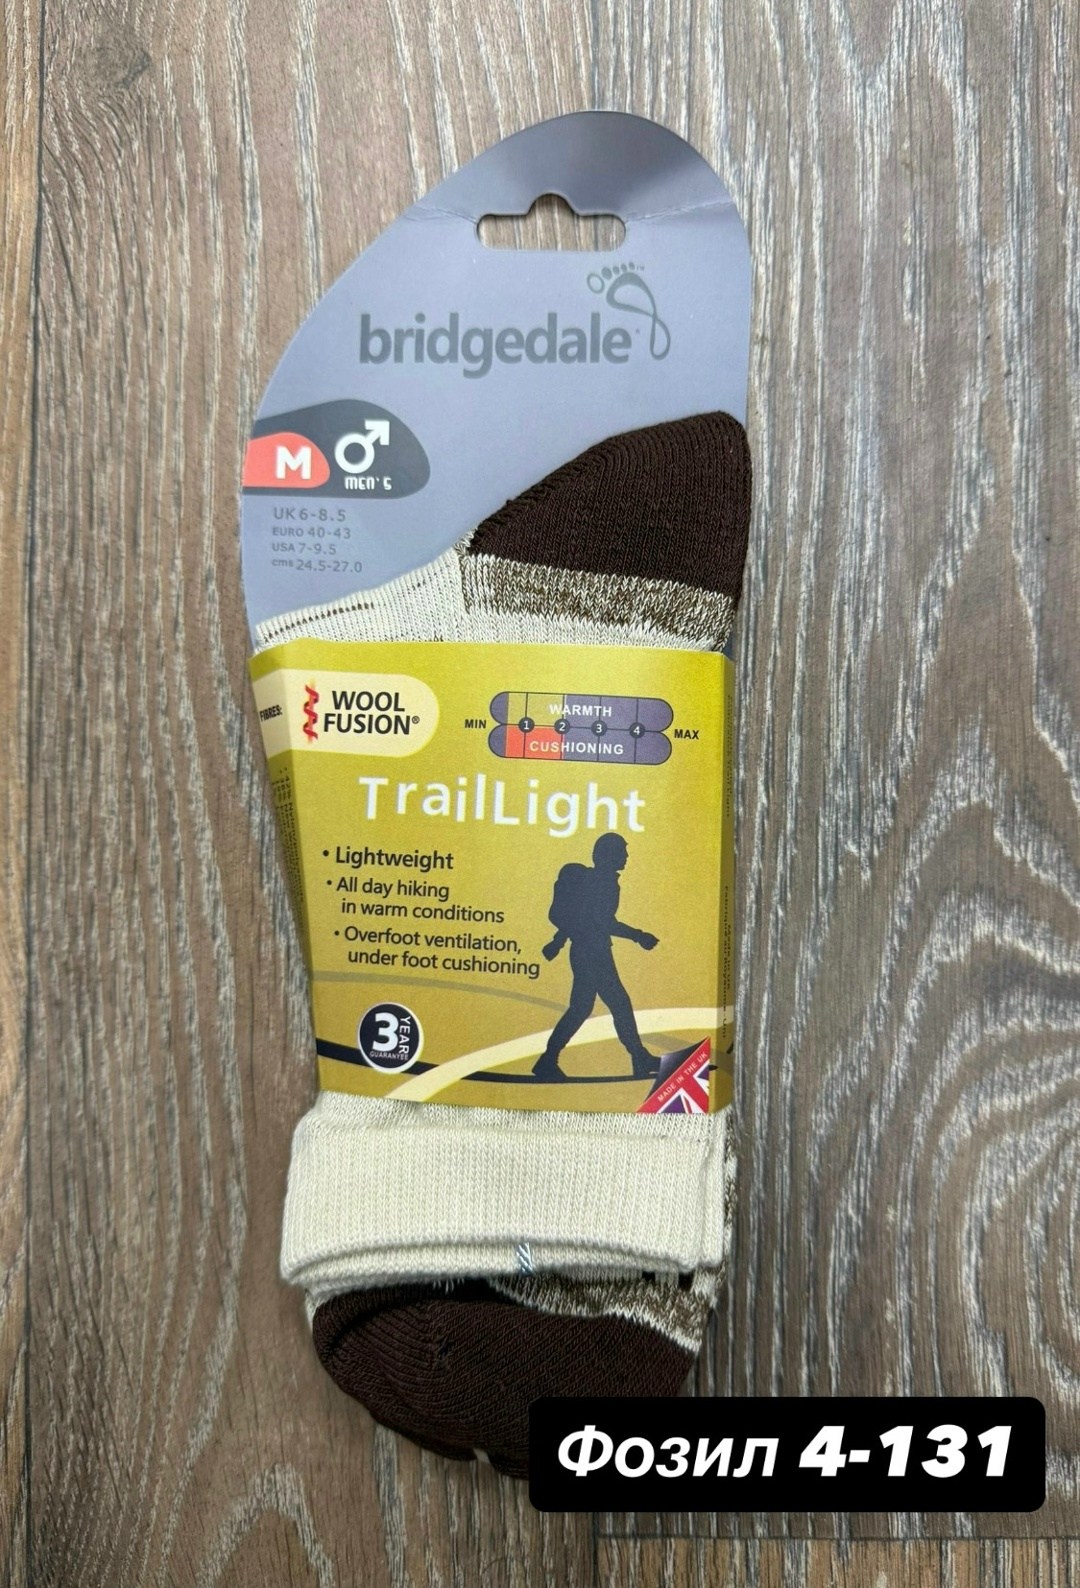 bridgedale
M
MEN'S
UK 6-8.5
EURO 40-43
USA 7-9.5
cms 24.5-27.0
FIBRES:
WOOL
FUSION®
MIN
WARMTH
1 2 3 4
CUSHIONING
MAX
TrailLight
• Lightweight
• All day hiking
in warm conditions
• Overfoot ventilation,
under foot cushioning
3 YEAR
GUARANTEE
MADE IN THE UK
Фозил 4-131